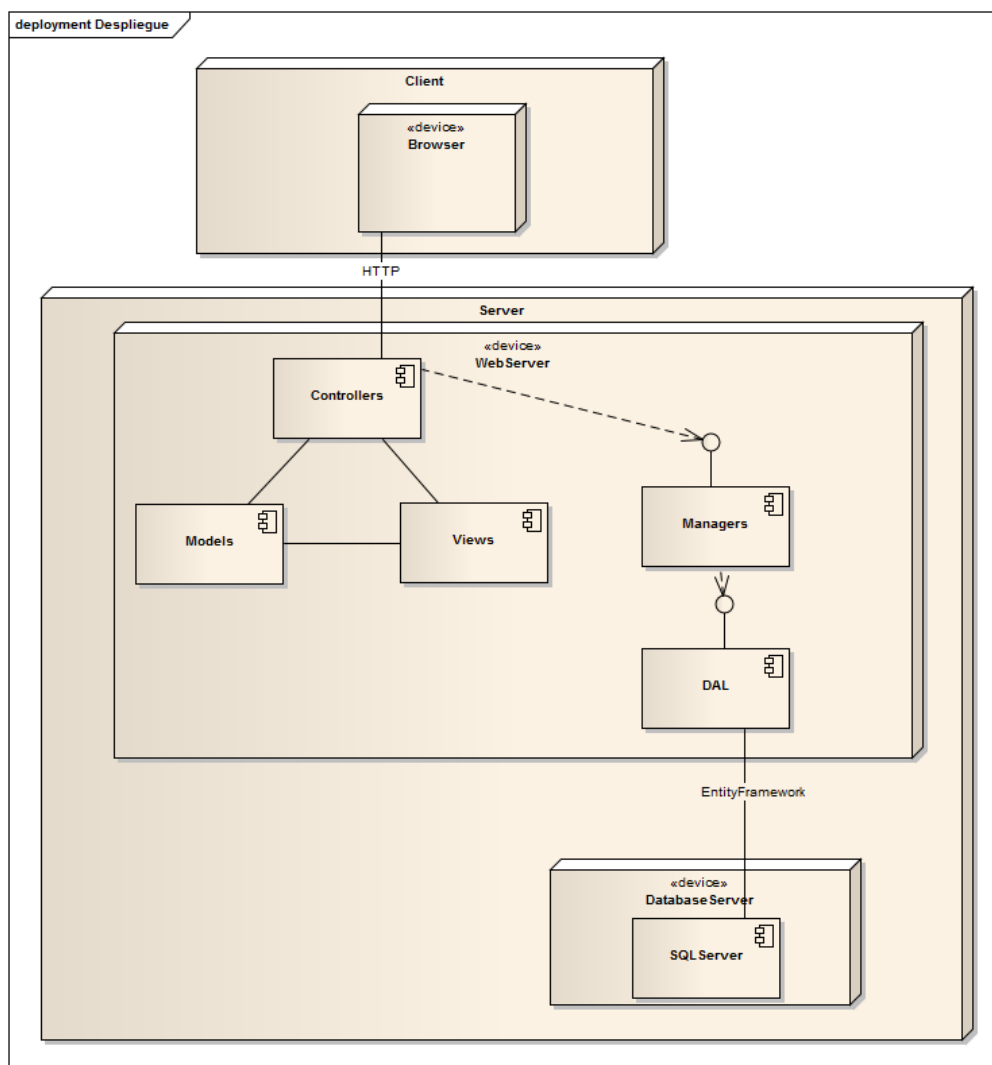 deployment Despliegue
Client
«device»
Browser
HTTP
Server
«device»
WebServer
Controllers
Models
Views
Managers
DAL
EntityFramework
«device»
DatabaseServer
SQLServer